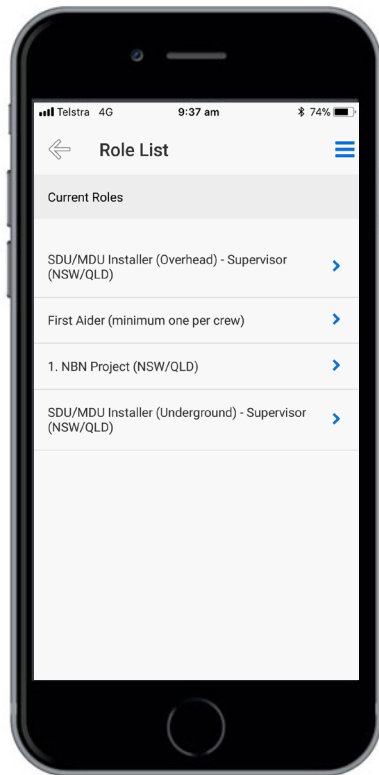 Telstra 4G 9:37 am 74%
Role List
Current Roles
SDU/MDU Installer (Overhead) - Supervisor
(NSW/QLD)
First Aider (minimum one per crew)
1. NBN Project (NSW/QLD)
SDU/MDU Installer (Underground) - Supervisor
(NSW/QLD)